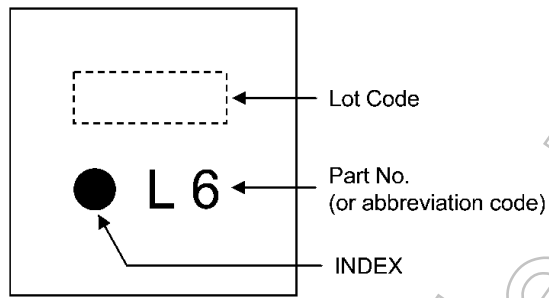 Lot Code
L 6
Part No.
(or abbreviation code)
INDEX